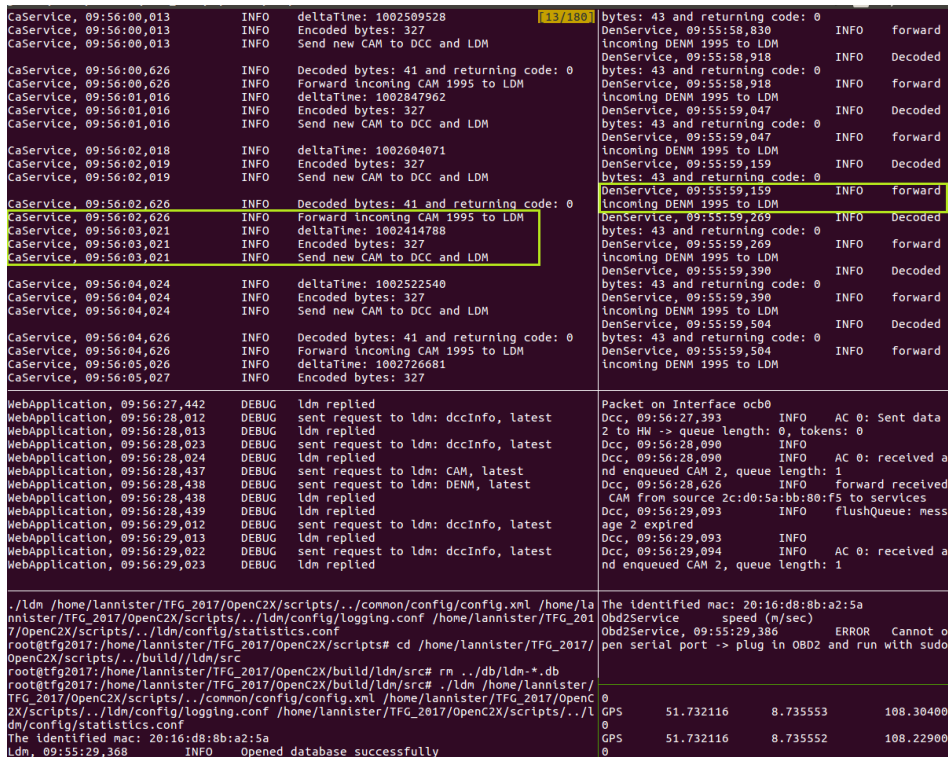 CaService, 09:56:00,013 INFO deltaTime: 1002509528 [13/180]
CaService, 09:56:00,013 INFO Encoded bytes: 327
CaService, 09:56:00,013 INFO Send new CAM to DCC and LDM
CaService, 09:56:00,626 INFO Decoded bytes: 41 and returning code: 0
CaService, 09:56:00,626 INFO Forward incoming CAM 1995 to LDM
CaService, 09:56:01,016 INFO deltaTime: 1002847962
CaService, 09:56:01,016 INFO Encoded bytes: 327
CaService, 09:56:01,016 INFO Send new CAM to DCC and LDM
CaService, 09:56:02,018 INFO deltaTime: 1002604071
CaService, 09:56:02,019 INFO Encoded bytes: 327
CaService, 09:56:02,019 INFO Send new CAM to DCC and LDM
CaService, 09:56:02,626 INFO Decoded bytes: 41 and returning code: 0
CaService, 09:56:02,626 INFO Forward incoming CAM 1995 to LDM
CaService, 09:56:03,021 INFO deltaTime: 1002414788
CaService, 09:56:03,021 INFO Encoded bytes: 327
CaService, 09:56:03,021 INFO Send new CAM to DCC and LDM
CaService, 09:56:04,024 INFO deltaTime: 1002522540
CaService, 09:56:04,024 INFO Encoded bytes: 327
CaService, 09:56:04,024 INFO Send new CAM to DCC and LDM
CaService, 09:56:04,626 INFO Decoded bytes: 41 and returning code: 0
CaService, 09:56:04,626 INFO Forward incoming CAM 1995 to LDM
CaService, 09:56:05,026 INFO deltaTime: 1002726681
CaService, 09:56:05,027 INFO Encoded bytes: 327
bytes: 43 and returning code: 0
DenService, 09:55:58,830 INFO forward
incoming DENM 1995 to LDM
DenService, 09:55:58,918 INFO Decoded
bytes: 43 and returning code: 0
DenService, 09:55:58,918 INFO forward
incoming DENM 1995 to LDM
DenService, 09:55:59,047 INFO Decoded
bytes: 43 and returning code: 0
DenService, 09:55:59,047 INFO forward
incoming DENM 1995 to LDM
DenService, 09:55:59,159 INFO Decoded
bytes: 43 and returning code: 0
DenService, 09:55:59,159 INFO forward
incoming DENM 1995 to LDM
DenService, 09:55:59,269 INFO Decoded
bytes: 43 and returning code: 0
DenService, 09:55:59,269 INFO forward
incoming DENM 1995 to LDM
DenService, 09:55:59,390 INFO Decoded
bytes: 43 and returning code: 0
DenService, 09:55:59,390 INFO forward
incoming DENM 1995 to LDM
DenService, 09:55:59,504 INFO Decoded
bytes: 43 and returning code: 0
DenService, 09:55:59,504 INFO forward
incoming DENM 1995 to LDM
WebApplication, 09:56:27,442 DEBUG ldm replied
WebApplication, 09:56:28,012 DEBUG sent request to ldm: dccInfo, latest
WebApplication, 09:56:28,013 DEBUG ldm replied
WebApplication, 09:56:28,023 DEBUG sent request to ldm: dccInfo, latest
WebApplication, 09:56:28,024 DEBUG ldm replied
WebApplication, 09:56:28,437 DEBUG sent request to ldm: CAM, latest
WebApplication, 09:56:28,438 DEBUG sent request to ldm: DENM, latest
WebApplication, 09:56:28,438 DEBUG ldm replied
WebApplication, 09:56:28,439 DEBUG ldm replied
WebApplication, 09:56:29,012 DEBUG sent request to ldm: dccInfo, latest
WebApplication, 09:56:29,013 DEBUG ldm replied
WebApplication, 09:56:29,022 DEBUG sent request to ldm: dccInfo, latest
WebApplication, 09:56:29,023 DEBUG ldm replied
Packet on Interface ocb0
Dcc, 09:56:27,393 INFO AC 0: Sent data
2 to HW -> queue length: 0, tokens: 0
Dcc, 09:56:28,090 INFO
Dcc, 09:56:28,090 INFO AC 0: received a
nd enqueued CAM 2, queue length: 1
Dcc, 09:56:28,626 INFO forward received
CAM from source 2c:d0:5a:bb:80:f5 to services
Dcc, 09:56:29,093 INFO flushQueue: mess
age 2 expired
Dcc, 09:56:29,093 INFO
Dcc, 09:56:29,094 INFO AC 0: received a
nd enqueued CAM 2, queue length: 1
./ldm /home/lannister/TFG_2017/OpenC2X/scripts/../common/config/config.xml /home/la
nnister/TFG_2017/OpenC2X/scripts/../ldm/config/logging.conf /home/lannister/TFG_201
7/OpenC2X/scripts/../ldm/config/statistics.conf
root@tfg2017:/home/lannister/TFG_2017/OpenC2X/scripts# cd /home/lannister/TFG_2017/
OpenC2X/scripts/../build//ldm/src
root@tfg2017:/home/lannister/TFG_2017/OpenC2X/build/ldm/src# rm ../db/ldm-*.db
root@tfg2017:/home/lannister/TFG_2017/OpenC2X/build/ldm/src# ./ldm /home/lannister/
TFG_2017/OpenC2X/scripts/../common/config/config.xml /home/lannister/TFG_2017/OpenC
2X/scripts/../ldm/config/logging.conf /home/lannister/TFG_2017/OpenC2X/scripts/../l
dm/config/statistics.conf
The identified mac: 20:16:d8:8b:a2:5a
Ldm, 09:55:29,368 INFO Opened database successfully
The identified mac: 20:16:d8:8b:a2:5a
Obd2Service speed (m/sec)
Obd2Service, 09:55:29,386 ERROR Cannot o
pen serial port -> plug in OBD2 and run with sudo
0
GPS 51.732116 8.735553 108.30400
0
GPS 51.732116 8.735552 108.22900
0